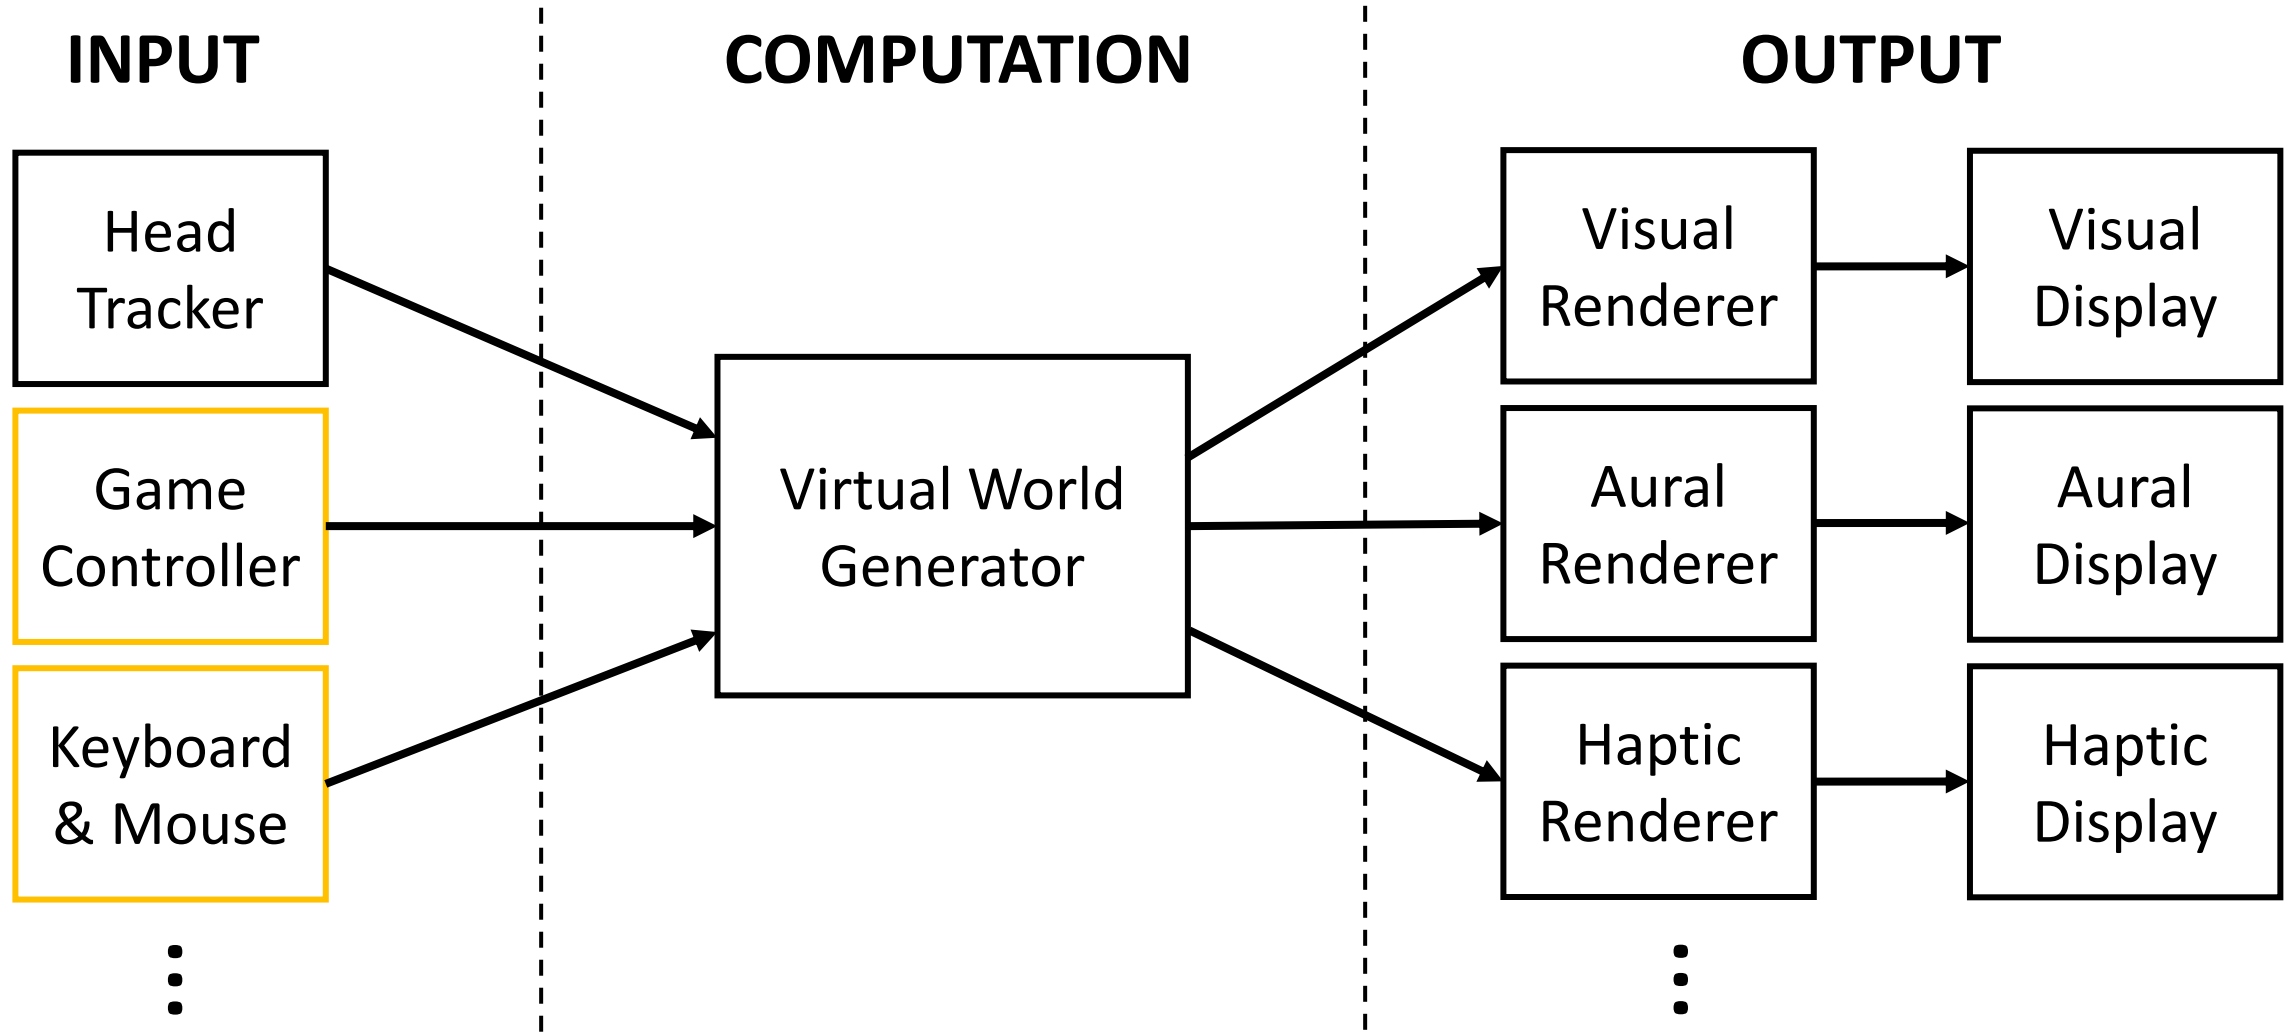 INPUT
COMPUTATION
OUTPUT
Head
Tracker
Game
Controller
Keyboard
& Mouse
Virtual World
Generator
Visual
Renderer
Visual
Display
Aural
Renderer
Aural
Display
Haptic
Renderer
Haptic
Display